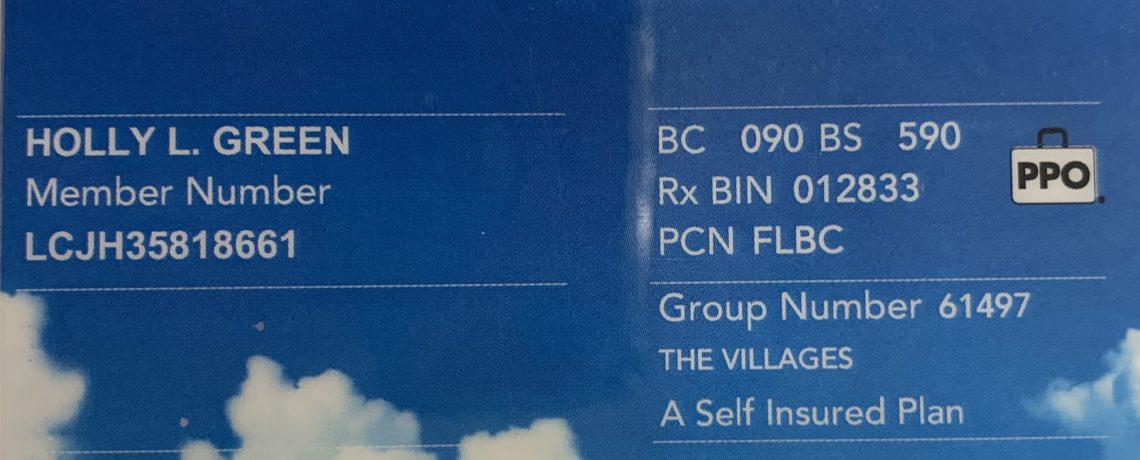 HOLLY L. GREEN
Member Number
LCJH35818661
BC 090 BS 590
Rx BIN 012833
PCN FLBC
PPO
Group Number 61497
THE VILLAGES
A Self Insured Plan